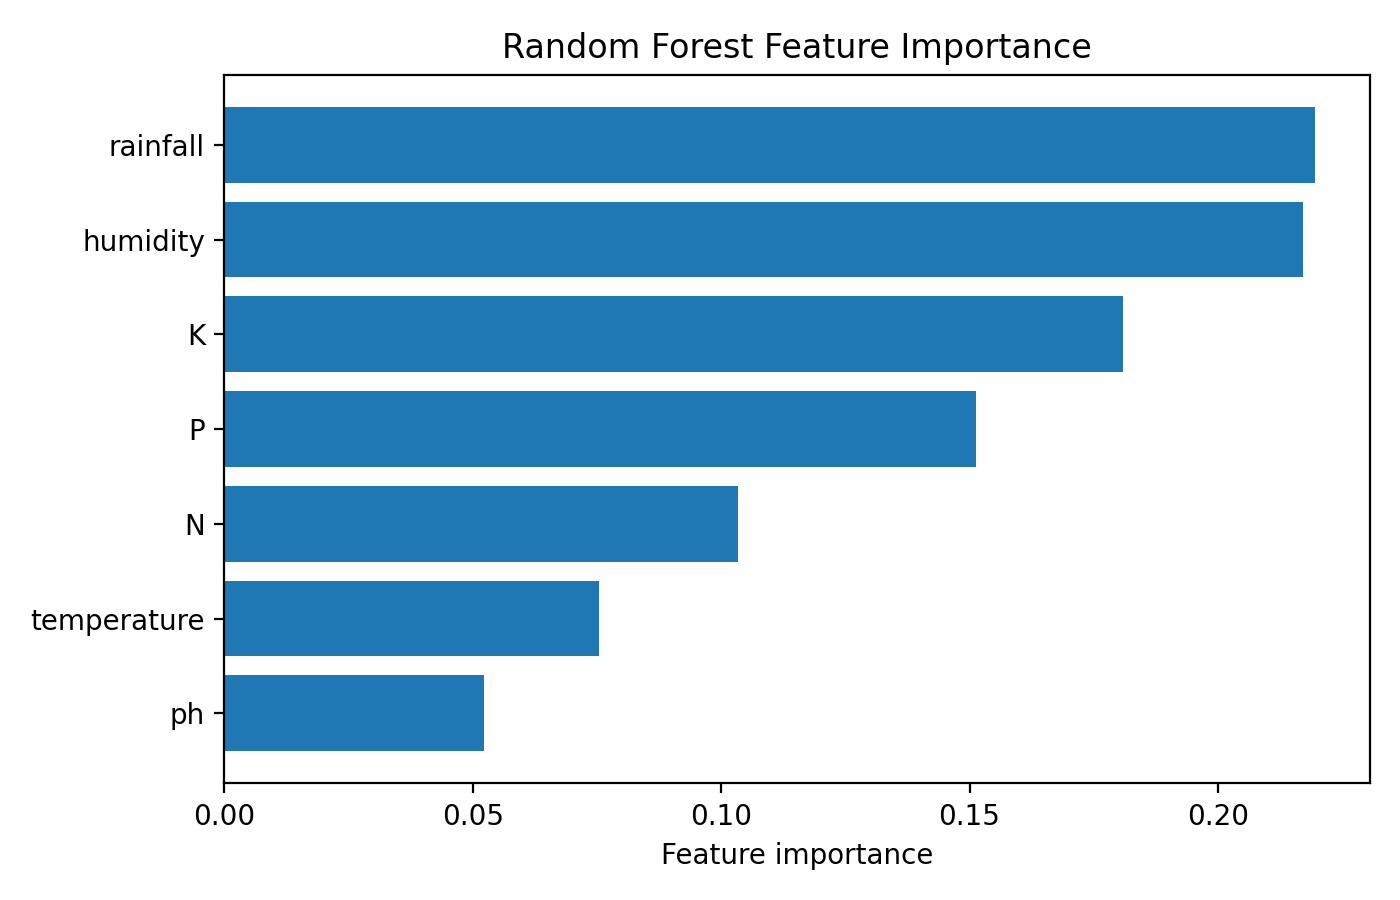 Random Forest Feature Importance
rainfall
humidity
K
P
N
temperature
ph
0.00 0.05 0.10 0.15 0.20
Feature importance